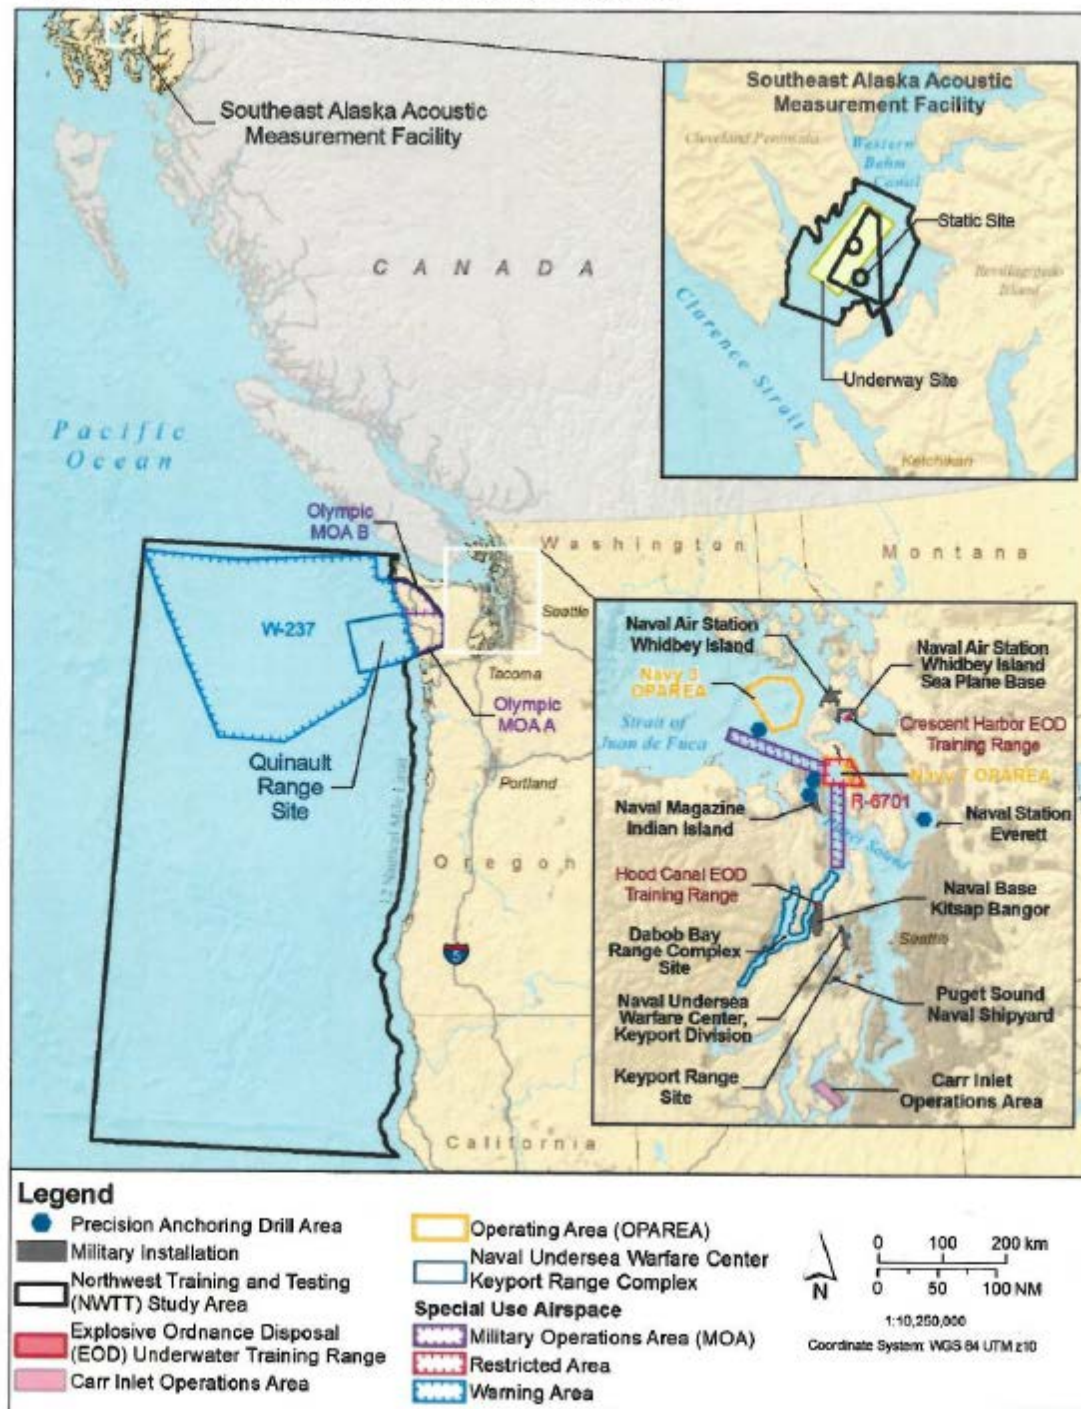 Southeast Alaska Acoustic
Measurement Facility
CANADA
Pacific
Ocean
Southeast Alaska Acoustic
Measurement Facility
Cleveland Peninsula
Western
Behm
Canal
Static Site
Revillagigedo
Island
Clarence Strait
Underway Site
Ketchikan
Olympic
MOA B
Washington
Montana
W-237
Seattle
Tacoma
Olympic
MOA A
Quinault
Range
Site
Portland
Oregon
12 Nautical Mile Limit
5
California
Naval Air Station
Whidbey Island
Naval Air Station
Whidbey Island
Sea Plane Base
Navy 3
OPAREA
Strait of
Juan de Fuca
Crescent Harbor EOD
Training Range
Navy 7 OPAREA
R-6701
Naval Magazine
Indian Island
Naval Station
Everett
Puget Sound
Hood Canal EOD
Training Range
Naval Base
Kitsap Bangor
Dabob Bay
Range Complex
Site
Seattle
Naval Undersea
Warfare Center,
Keyport Division
Puget Sound
Naval Shipyard
Keyport Range
Site
Carr Inlet
Operations Area
Legend
Precision Anchoring Drill Area
Military Installation
Northwest Training and Testing
(NWTT) Study Area
Explosive Ordnance Disposal
(EOD) Underwater Training Range
Carr Inlet Operations Area
Operating Area (OPAREA)
Naval Undersea Warfare Center
Keyport Range Complex
Special Use Airspace
Military Operations Area (MOA)
Restricted Area
Warning Area
N
0 100 200 km
0 50 100 NM
1:10,250,000
Coordinate System: WGS 84 UTM z10